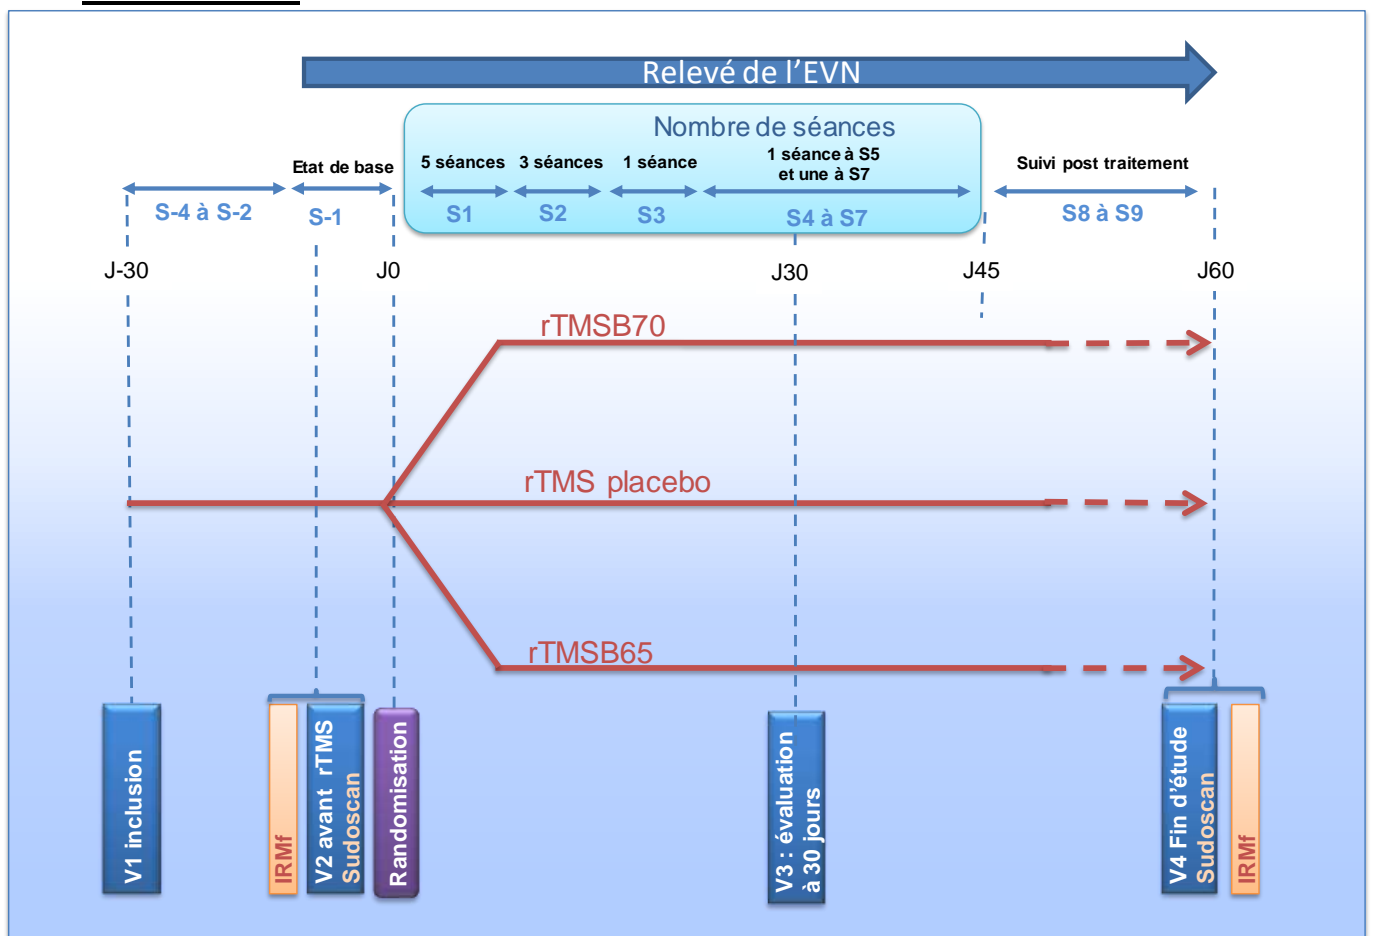 Relevé de l'EVN
Nombre de séances
Etat de base
5 séances
3 séances
1 séance
1 séance à S5
et une à S7
Suivi post traitement
S-4 à S-2
S-1
S1
S2
S3
S4 à S7
S8 à S9
J-30
J0
J30
J45
J60
rTMSB70
rTMS placebo
rTMSB65
V1 inclusion
IRMf
V2 avant rTMS
Sudoscan
Randomisation
V3 : évaluation
à 30 jours
V4 Fin d'étude
Sudoscan
IRMf